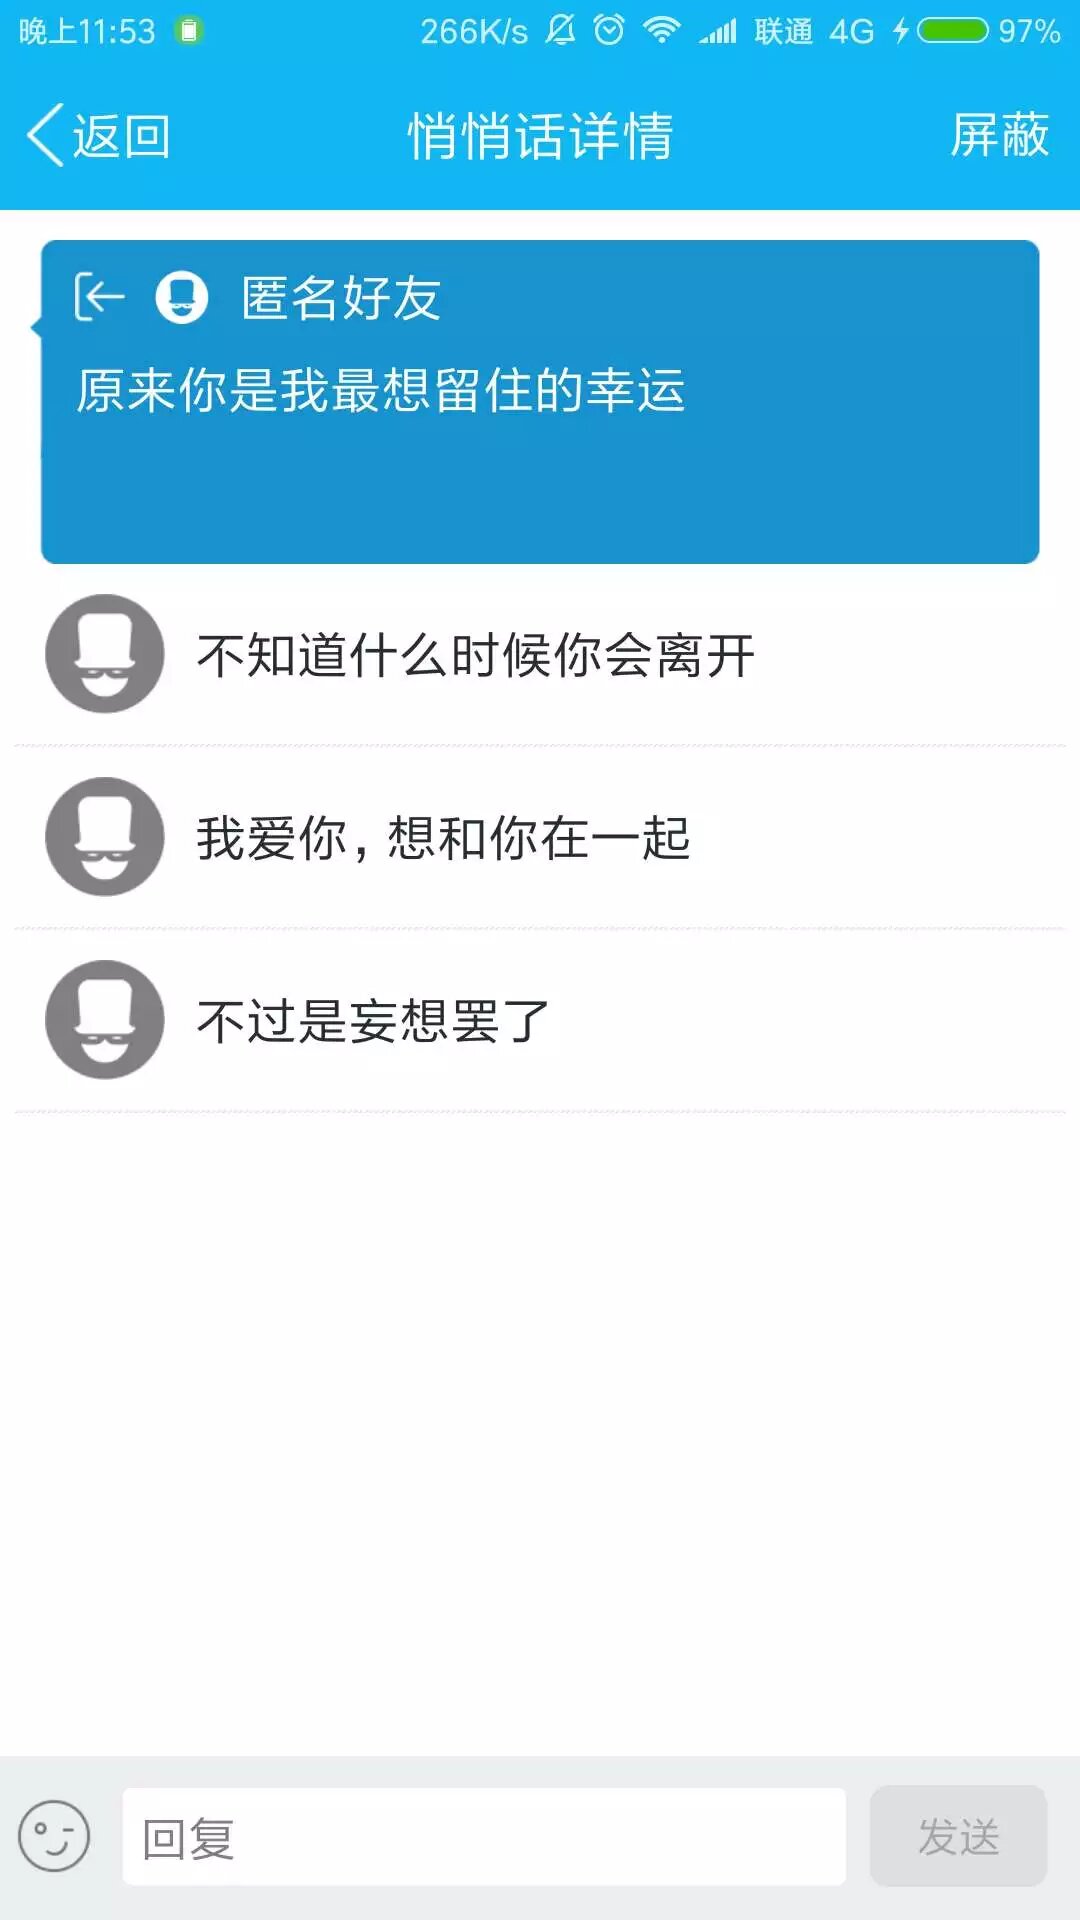 晚上11:53 266K/s 联通 4G 97%
返回 悄悄话详情 屏蔽
匿名好友
原来你是我最想留住的幸运
不知道什么时候你会离开
我爱你，想和你在一起
不过是妄想罢了
回复 发送